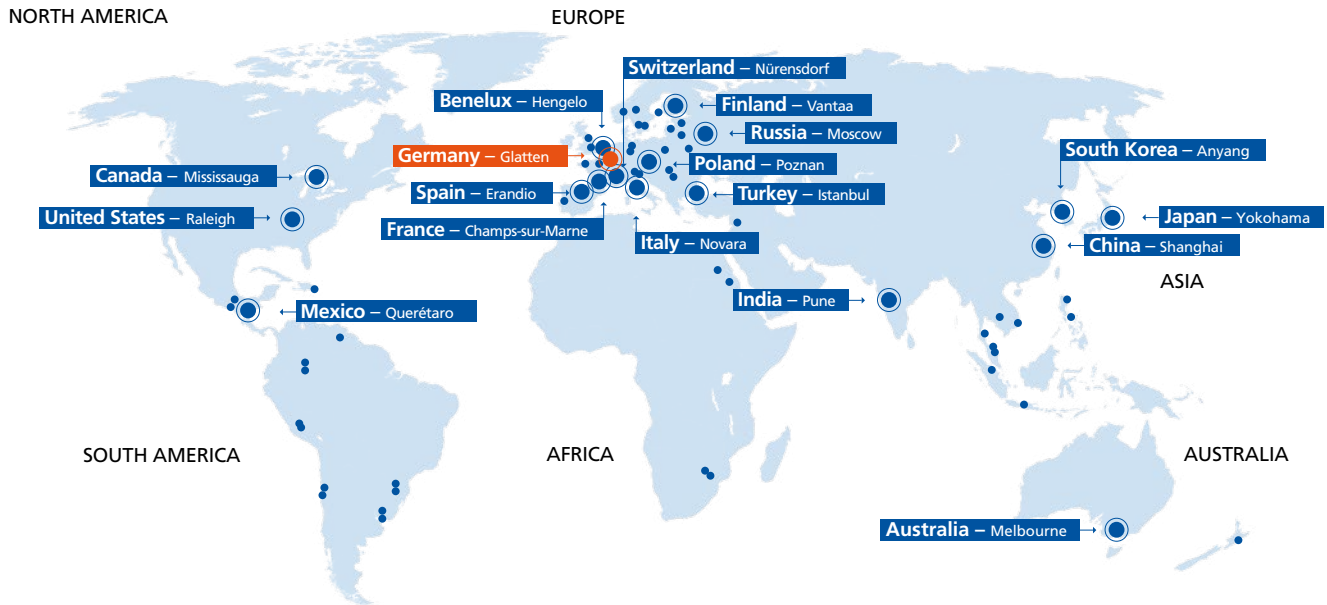 NORTH AMERICA
EUROPE
Switzerland – Nürensdorf
Benelux – Hengelo
Finland – Vantaa
Russia – Moscow
Germany – Glatten
South Korea – Anyang
Poland – Poznan
Canada – Mississauga
Spain – Erandio
Turkey – Istanbul
United States – Raleigh
Japan – Yokohama
France – Champs-sur-Marne
Italy – Novara
China – Shanghai
ASIA
India – Pune
Mexico – Querétaro
SOUTH AMERICA
AFRICA
AUSTRALIA
Australia – Melbourne